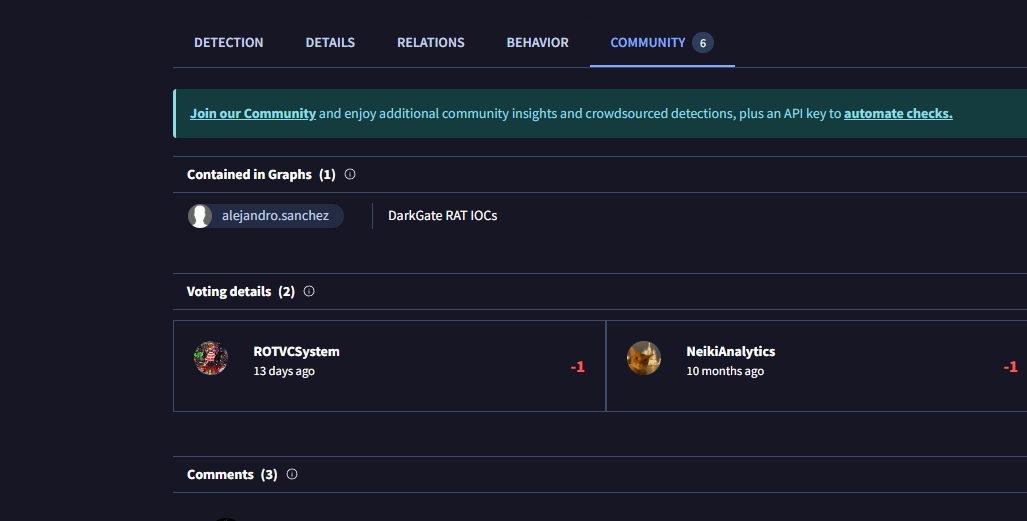 DETECTION DETAILS RELATIONS BEHAVIOR COMMUNITY 6
Join our Community and enjoy additional community insights and crowdsourced detections, plus an API key to automate checks.
Contained in Graphs (1)
alejandro.sanchez DarkGate RAT IOCs
Voting details (2)
ROTVCSystem
13 days ago
-1
NeikiAnalytics
10 months ago
-1
Comments (3)